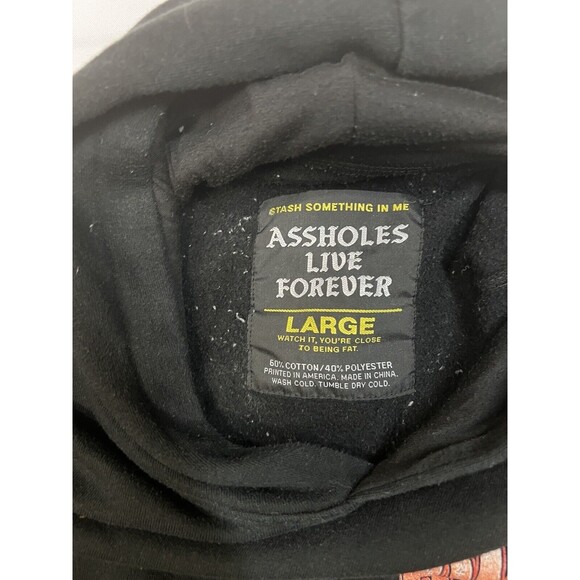 STASH SOMETHING IN ME
ASSHOLES
LIVE
FOREVER
LARGE
WATCH IT, YOU'RE CLOSE
TO BEING FAT.
60% COTTON/40% POLYESTER
PRINTED IN AMERICA. MADE IN CHINA.
WASH COLD. TUMBLE DRY COLD.